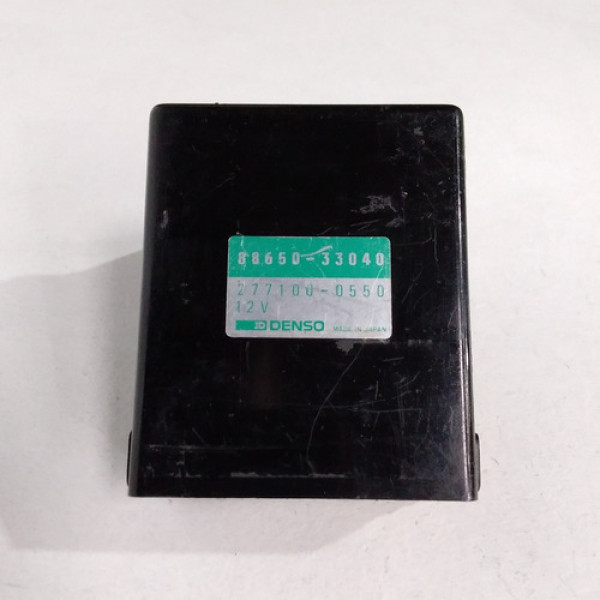 88650-33040
277100-0550
12V
DENSO MADE IN JAPAN